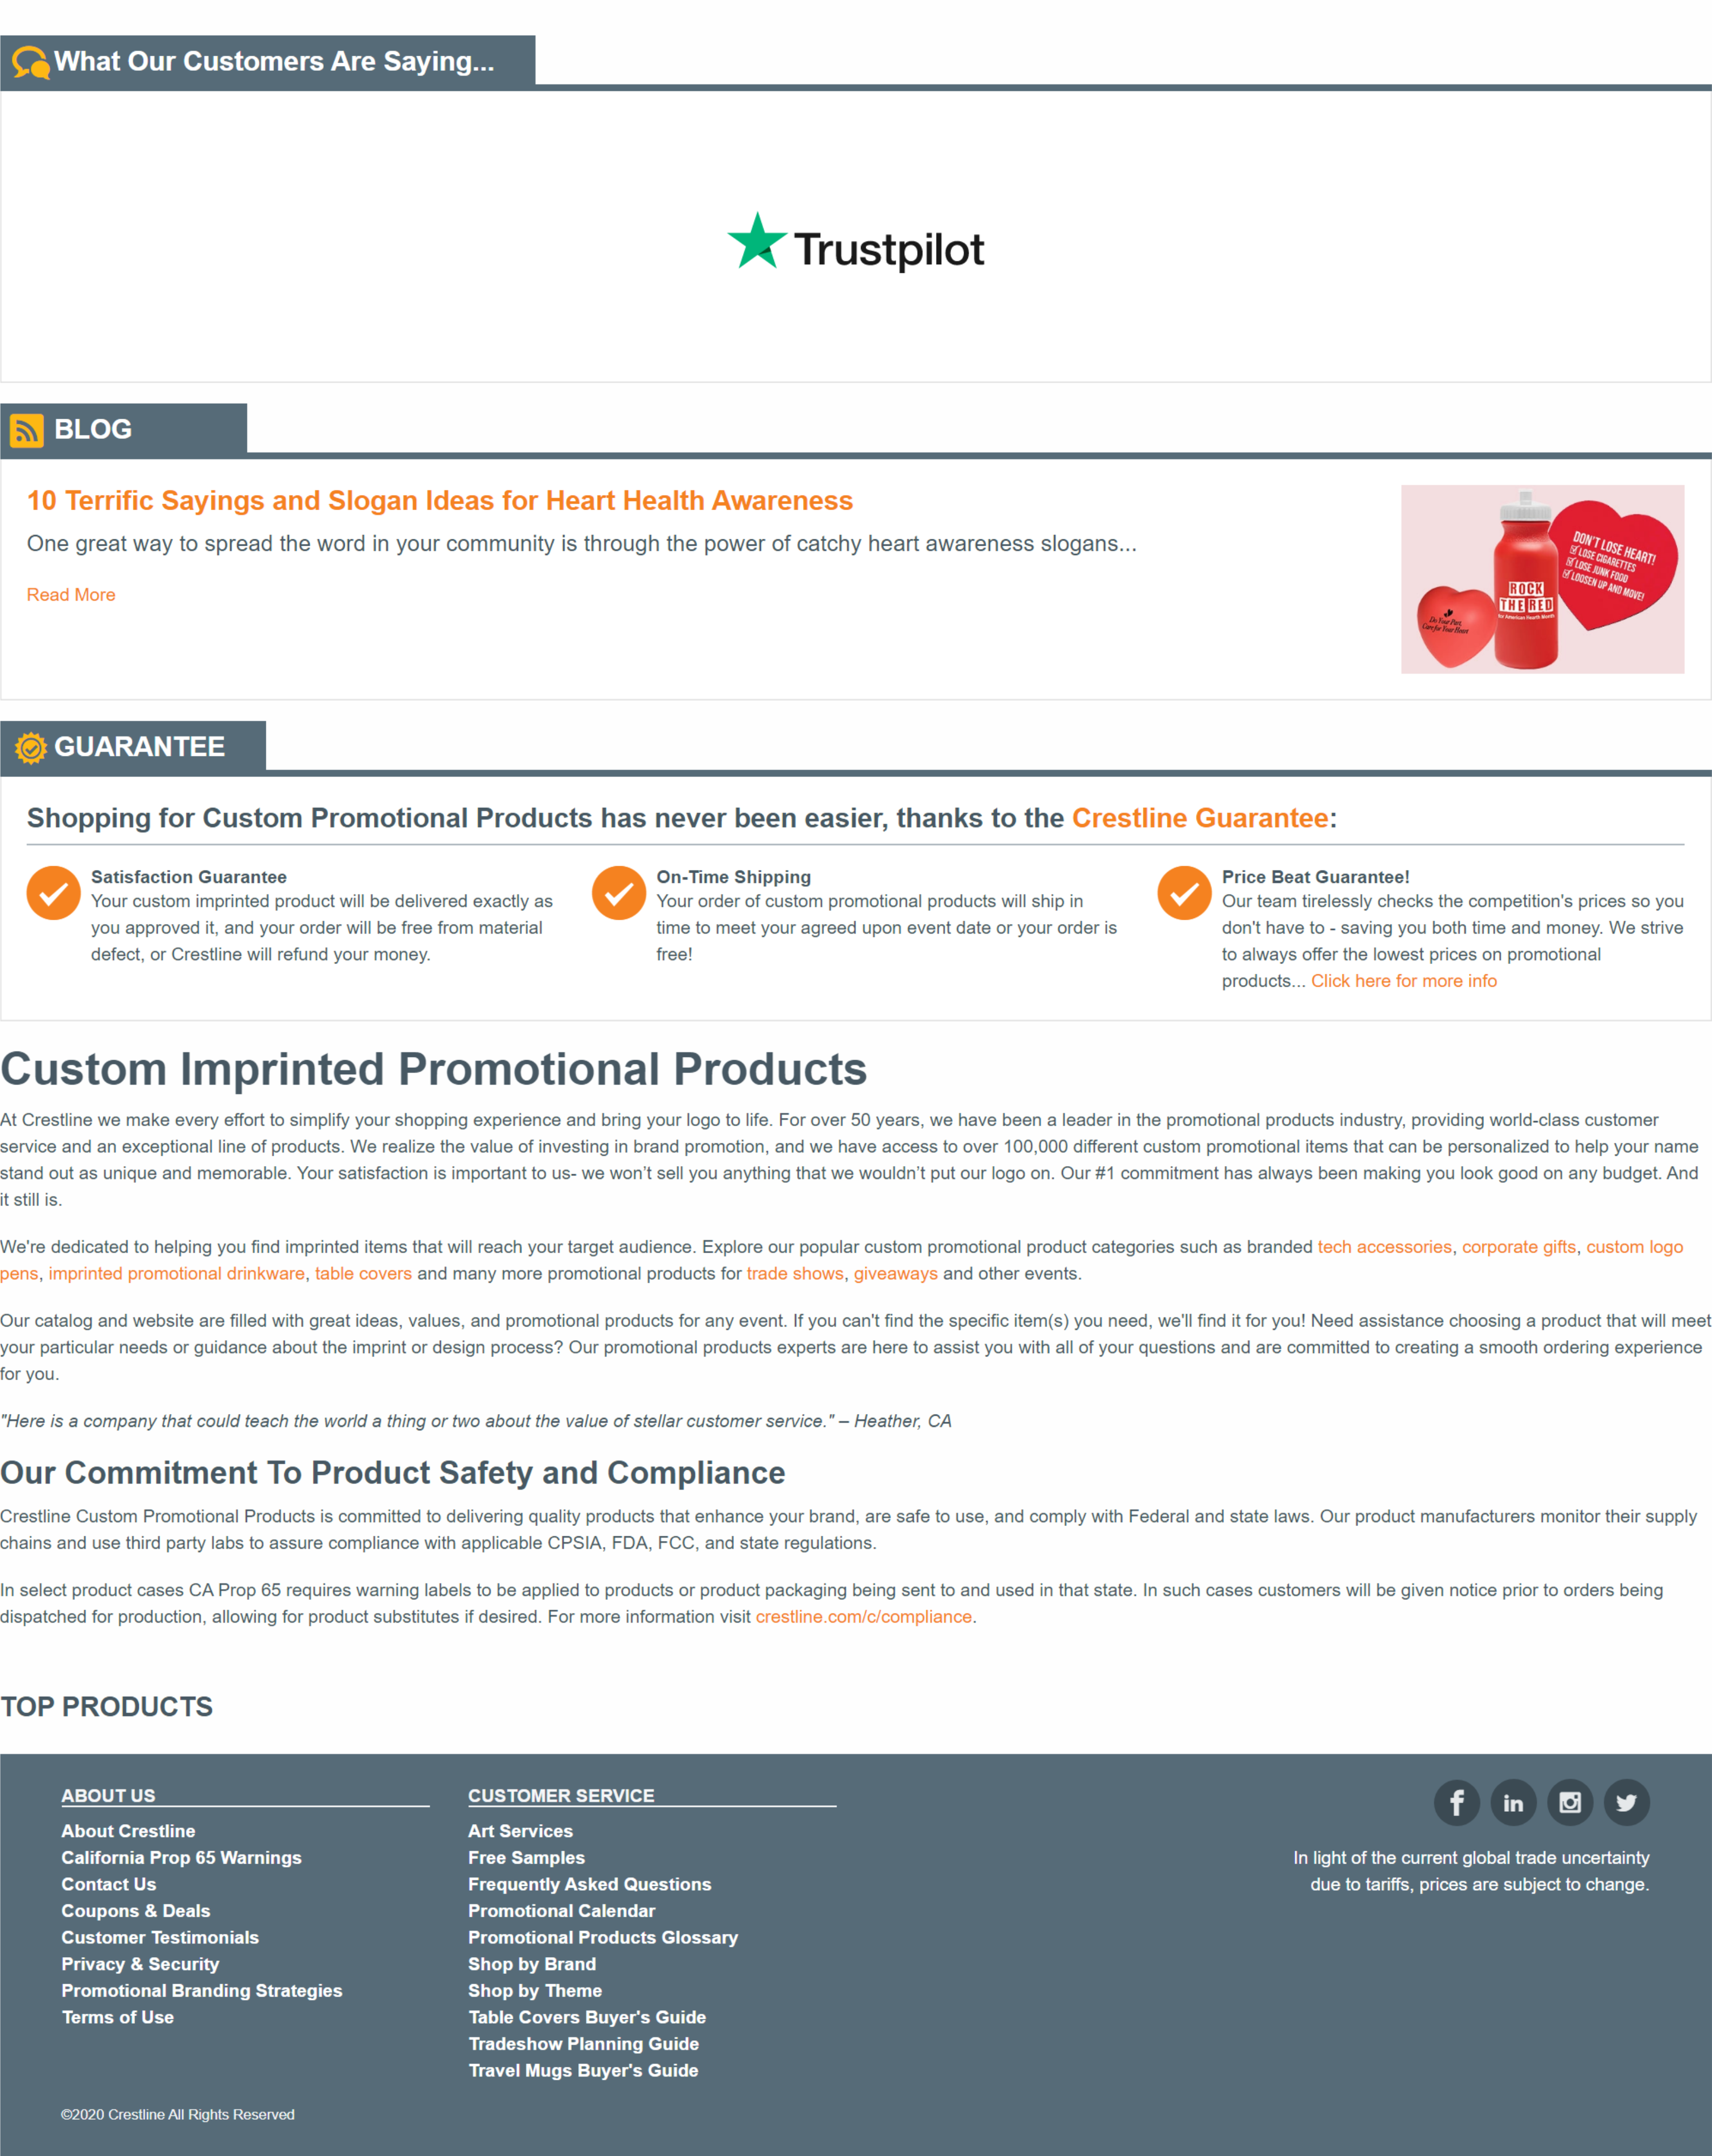 What Our Customers Are Saying...
Trustpilot
BLOG
10 Terrific Sayings and Slogan Ideas for Heart Health Awareness
One great way to spread the word in your community is through the power of catchy heart awareness slogans...
Read More
DON'T LOSE HEART!
LOSE CIGARETTES
LOSE JUNK FOOD
LOOSEN UP AND MOVE!
ROCK
THE RED
for American Heart Month
Do Your Part,
Care for Your Heart
GUARANTEE
Shopping for Custom Promotional Products has never been easier, thanks to the Crestline Guarantee:
Satisfaction Guarantee
Your custom imprinted product will be delivered exactly as
you approved it, and your order will be free from material
defect, or Crestline will refund your money.
On-Time Shipping
Your order of custom promotional products will ship in
time to meet your agreed upon event date or your order is
free!
Price Beat Guarantee!
Our team tirelessly checks the competition's prices so you
don't have to - saving you both time and money. We strive
to always offer the lowest prices on promotional
products... Click here for more info
Custom Imprinted Promotional Products
At Crestline we make every effort to simplify your shopping experience and bring your logo to life. For over 50 years, we have been a leader in the promotional products industry, providing world-class customer
service and an exceptional line of products. We realize the value of investing in brand promotion, and we have access to over 100,000 different custom promotional items that can be personalized to help your name
stand out as unique and memorable. Your satisfaction is important to us- we won’t sell you anything that we wouldn’t put our logo on. Our #1 commitment has always been making you look good on any budget. And
it still is.
We're dedicated to helping you find imprinted items that will reach your target audience. Explore our popular custom promotional product categories such as branded tech accessories, corporate gifts, custom logo
pens, imprinted promotional drinkware, table covers and many more promotional products for trade shows, giveaways and other events.
Our catalog and website are filled with great ideas, values, and promotional products for any event. If you can't find the specific item(s) you need, we'll find it for you! Need assistance choosing a product that will meet
your particular needs or guidance about the imprint or design process? Our promotional products experts are here to assist you with all of your questions and are committed to creating a smooth ordering experience
for you.
"Here is a company that could teach the world a thing or two about the value of stellar customer service." – Heather, CA
Our Commitment To Product Safety and Compliance
Crestline Custom Promotional Products is committed to delivering quality products that enhance your brand, are safe to use, and comply with Federal and state laws. Our product manufacturers monitor their supply
chains and use third party labs to assure compliance with applicable CPSIA, FDA, FCC, and state regulations.
In select product cases CA Prop 65 requires warning labels to be applied to products or product packaging being sent to and used in that state. In such cases customers will be given notice prior to orders being
dispatched for production, allowing for product substitutes if desired. For more information visit crestline.com/c/compliance.
TOP PRODUCTS
ABOUT US
About Crestline
California Prop 65 Warnings
Contact Us
Coupons & Deals
Customer Testimonials
Privacy & Security
Promotional Branding Strategies
Terms of Use
CUSTOMER SERVICE
Art Services
Free Samples
Frequently Asked Questions
Promotional Calendar
Promotional Products Glossary
Shop by Brand
Shop by Theme
Table Covers Buyer's Guide
Tradeshow Planning Guide
Travel Mugs Buyer's Guide
In light of the current global trade uncertainty
due to tariffs, prices are subject to change.
©2020 Crestline All Rights Reserved